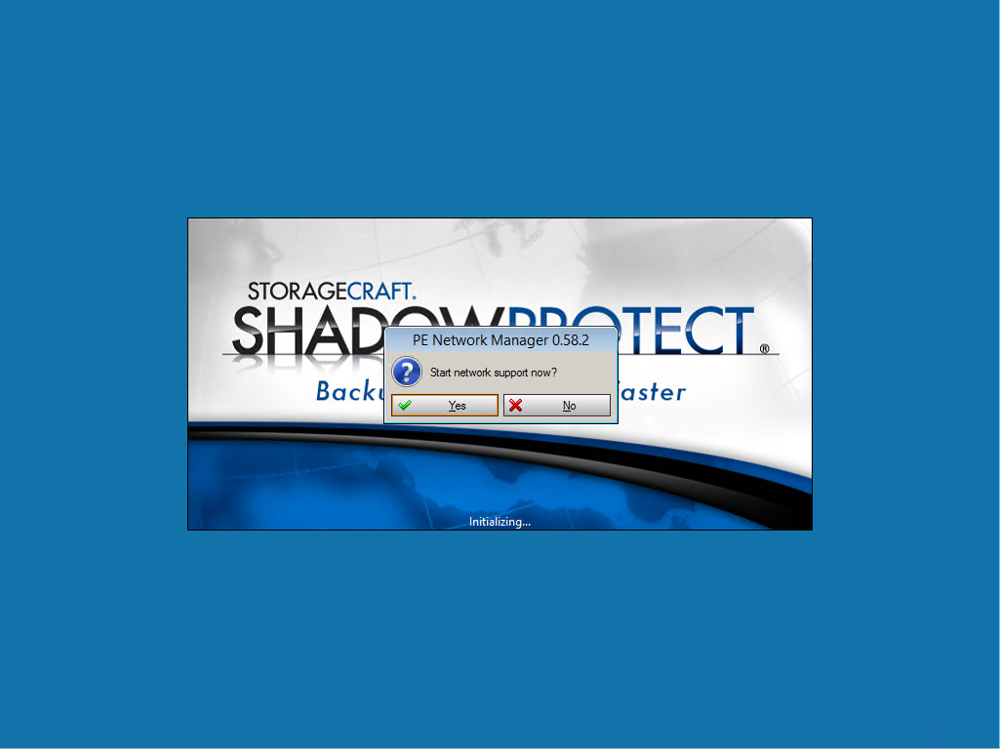 STORAGECRAFT.
SHADOWPROTECT®
PE Network Manager 0.58.2
Start network support now?
Backu
aster
Yes
No
Initializing...